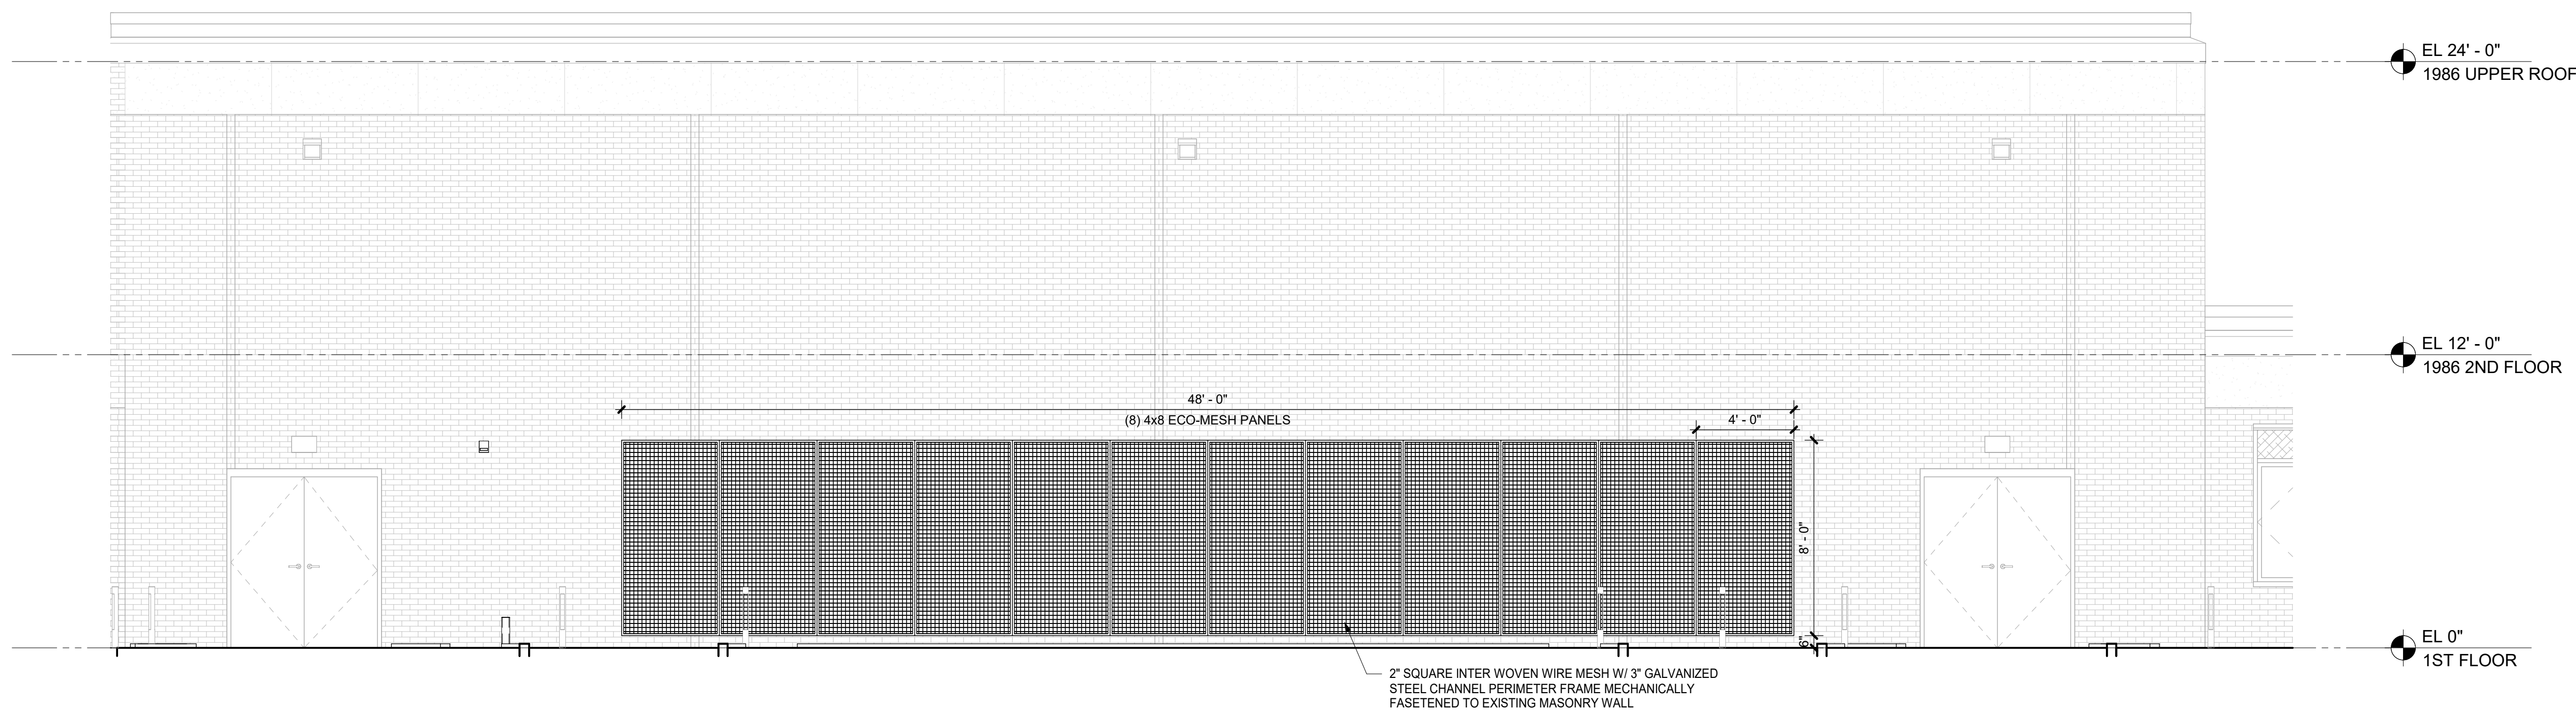 EL 24' - 0"
1986 UPPER ROOF
EL 12' - 0"
1986 2ND FLOOR
48' - 0"
(8) 4x8 ECO-MESH PANELS
4' - 0"
8' - 0"
6"
EL 0"
1ST FLOOR
2" SQUARE INTER WOVEN WIRE MESH W/ 3" GALVANIZED
STEEL CHANNEL PERIMETER FRAME MECHANICALLY
FASETENED TO EXISTING MASONRY WALL